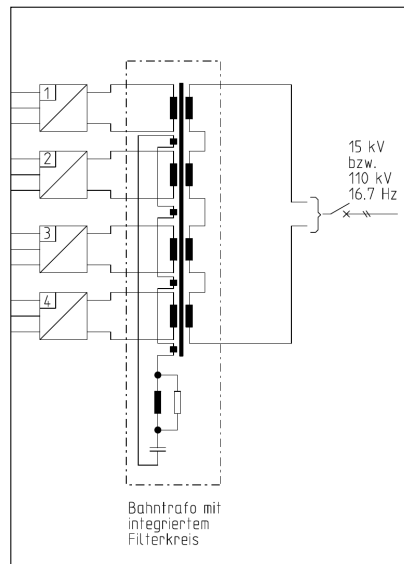 1
2
3
4
15 kV
bzw.
110 kV
16.7 Hz
Bahntrafo mit
integriertem
Filterkreis